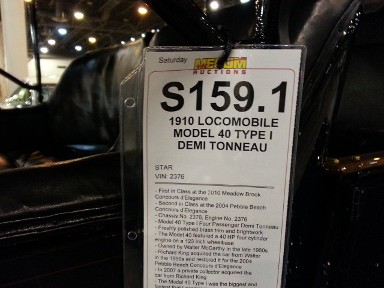 Saturday
MECUM
AUCTIONS
S159.1
1910 LOCOMOBILE
MODEL 40 TYPE I
DEMI TONNEAU
STAR
VIN: 2376
- First in Class at the 2010 Meadow Brook
Concours d'Elegance
- Second in Class at the 2004 Pebble Beach
Concours d'Elegance
- Chassis No. 2376, Engine No. 2376
- Model 40 Type I Four Passenger Demi Tonneau
- Freshly polished brass trim and brightwork
- The Model 40 featured a 40 HP four cylinder
engine on a 123 inch wheelbase
- Owned by Walter McCarthy in the late 1940s
- Richard King acquired the car from Walter
in the 1990s and restored it for the 2004
Pebble Beach Concours d'Elegance
- In 2007 a private collector acquired the
car from Richard King
- The Model 40 Type I was the biggest and